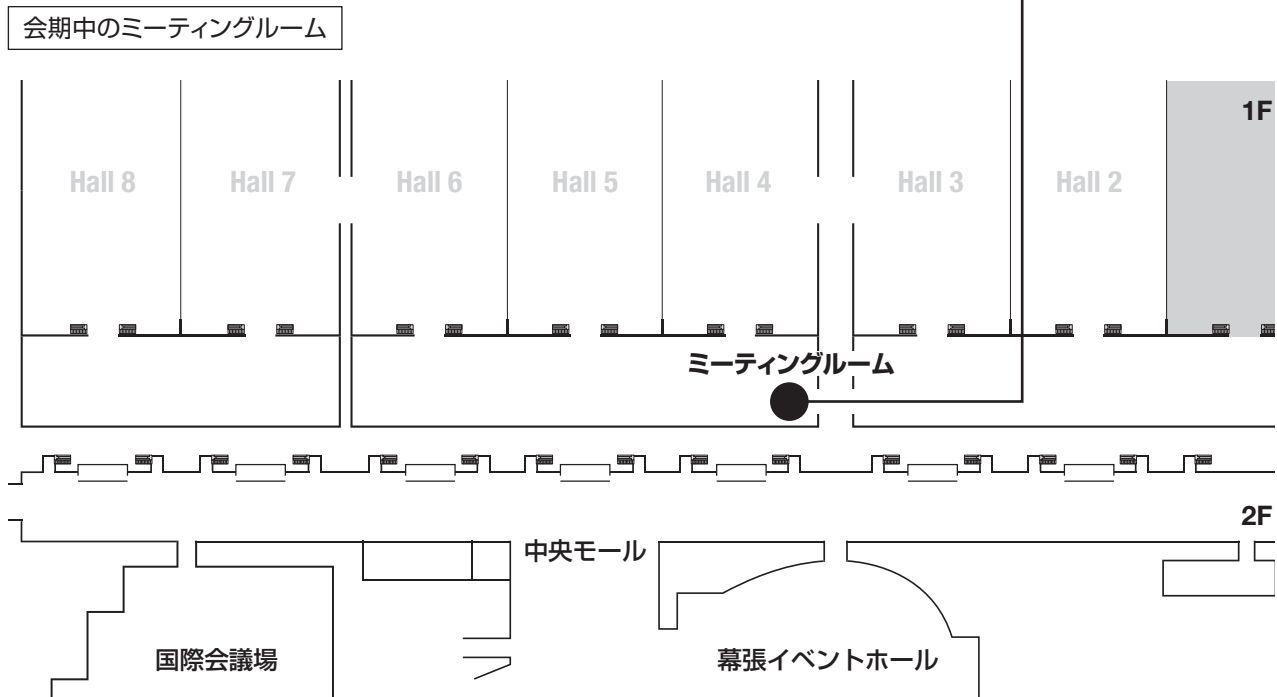 会期中のミーティングルーム
1F
Hall 8
Hall 7
Hall 6
Hall 5
Hall 4
Hall 3
Hall 2
ミーティングルーム
2F
中央モール
国際会議場
幕張イベントホール